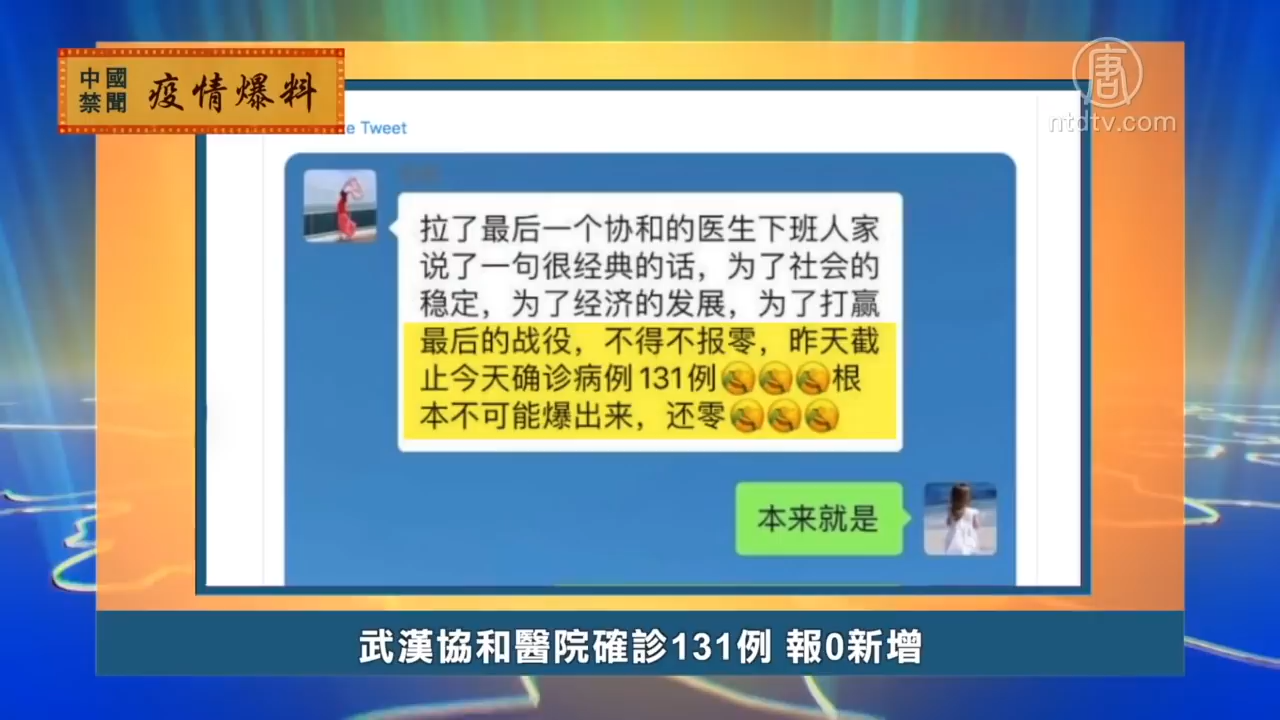 中國禁聞
疫情爆料
唐
ntdtv.com
e Tweet
拉了最后一个协和的医生下班人家
说了一句很经典的话，为了社会的
稳定，为了经济的发展，为了打赢
最后的战役，不得不报零，昨天截
止今天确诊病例131例
根
本不可能爆出来，还零
本来就是
武漢協和醫院確診131例 報0新增